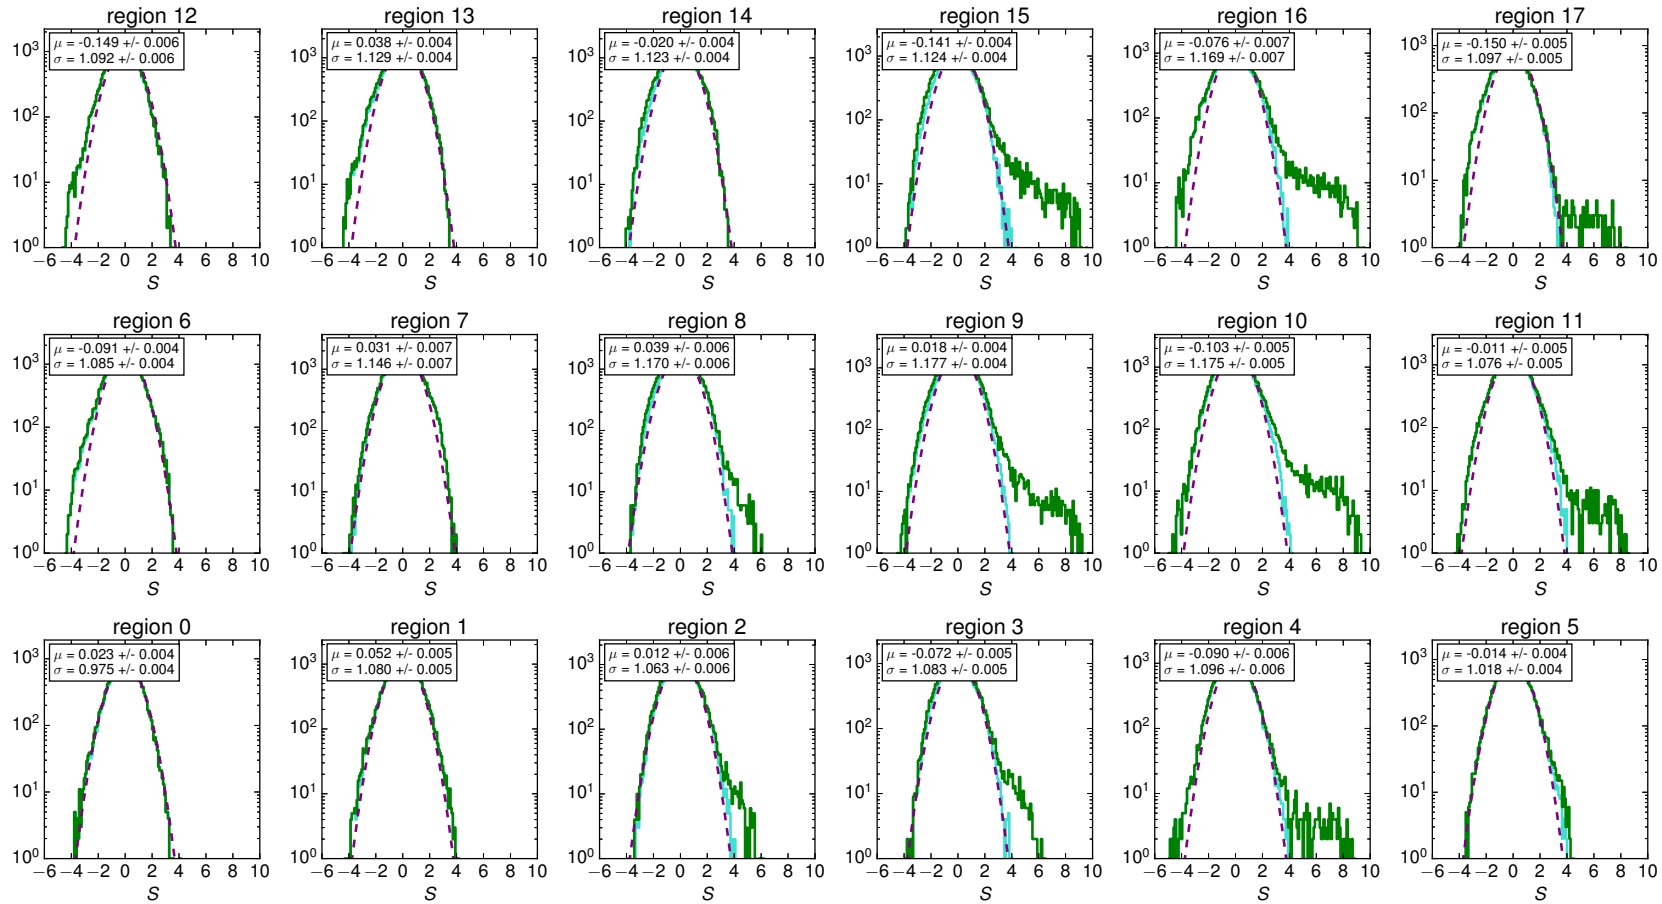 region 12
region 13
region 14
region 15
region 16
region 17
μ = -0.149 +/- 0.006
σ = 1.092 +/- 0.006
μ = 0.038 +/- 0.004
σ = 1.129 +/- 0.004
μ = -0.020 +/- 0.004
σ = 1.123 +/- 0.004
μ = -0.141 +/- 0.004
σ = 1.124 +/- 0.004
μ = -0.076 +/- 0.007
σ = 1.169 +/- 0.007
μ = -0.150 +/- 0.005
σ = 1.097 +/- 0.005
10³ 10³ 10³ 10³ 10³ 10³
10² 10² 10² 10² 10² 10²
10¹ 10¹ 10¹ 10¹ 10¹ 10¹
10⁰ 10⁰ 10⁰ 10⁰ 10⁰ 10⁰
−6 −4 −2 0 2 4 6 8 10 −6 −4 −2 0 2 4 6 8 10 −6 −4 −2 0 2 4 6 8 10 −6 −4 −2 0 2 4 6 8 10 −6 −4 −2 0 2 4 6 8 10 −6 −4 −2 0 2 4 6 8 10
S S S S S S
region 6
region 7
region 8
region 9
region 10
region 11
μ = -0.091 +/- 0.004
σ = 1.085 +/- 0.004
μ = 0.031 +/- 0.007
σ = 1.146 +/- 0.007
μ = 0.039 +/- 0.006
σ = 1.170 +/- 0.006
μ = 0.018 +/- 0.004
σ = 1.177 +/- 0.004
μ = -0.103 +/- 0.005
σ = 1.175 +/- 0.005
μ = -0.011 +/- 0.005
σ = 1.076 +/- 0.005
10³ 10³ 10³ 10³ 10³ 10³
10² 10² 10² 10² 10² 10²
10¹ 10¹ 10¹ 10¹ 10¹ 10¹
10⁰ 10⁰ 10⁰ 10⁰ 10⁰ 10⁰
−6 −4 −2 0 2 4 6 8 10 −6 −4 −2 0 2 4 6 8 10 −6 −4 −2 0 2 4 6 8 10 −6 −4 −2 0 2 4 6 8 10 −6 −4 −2 0 2 4 6 8 10 −6 −4 −2 0 2 4 6 8 10
S S S S S S
region 0
region 1
region 2
region 3
region 4
region 5
μ = 0.023 +/- 0.004
σ = 0.975 +/- 0.004
μ = 0.052 +/- 0.005
σ = 1.080 +/- 0.005
μ = 0.012 +/- 0.006
σ = 1.063 +/- 0.006
μ = -0.072 +/- 0.005
σ = 1.083 +/- 0.005
μ = -0.090 +/- 0.006
σ = 1.096 +/- 0.006
μ = -0.014 +/- 0.004
σ = 1.018 +/- 0.004
10³ 10³ 10³ 10³ 10³ 10³
10² 10² 10² 10² 10² 10²
10¹ 10¹ 10¹ 10¹ 10¹ 10¹
10⁰ 10⁰ 10⁰ 10⁰ 10⁰ 10⁰
−6 −4 −2 0 2 4 6 8 10 −6 −4 −2 0 2 4 6 8 10 −6 −4 −2 0 2 4 6 8 10 −6 −4 −2 0 2 4 6 8 10 −6 −4 −2 0 2 4 6 8 10 −6 −4 −2 0 2 4 6 8 10
S S S S S S